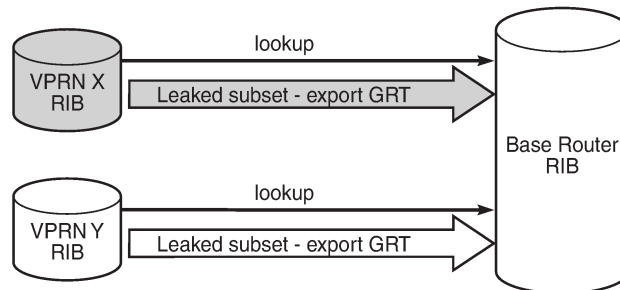 lookup
VPRN X
RIB
Leaked subset - export GRT
Base Router
RIB
lookup
VPRN Y
RIB
Leaked subset - export GRT